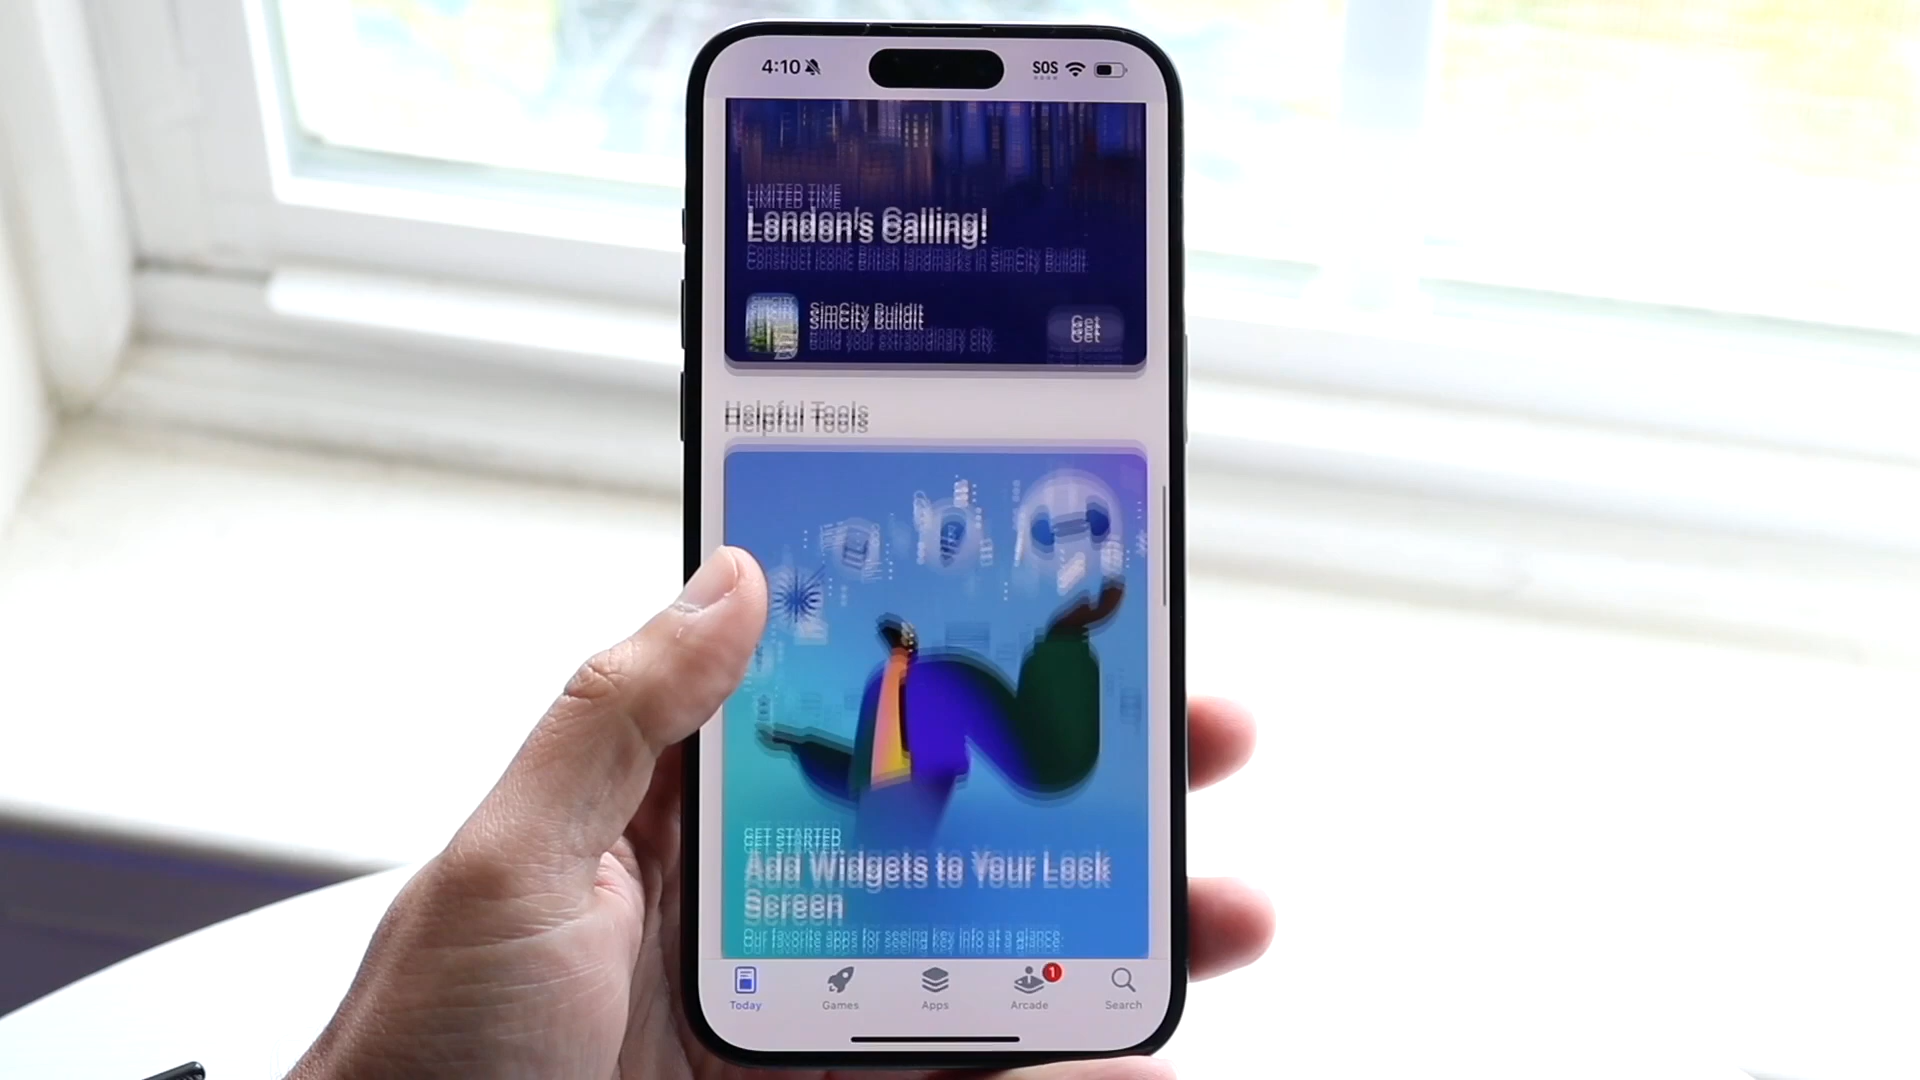 4:10
SOS
LIMITED TIME
London's Calling!
Construct iconic British landmarks in SimCity BuildIt.
SimCity BuildIt
Build your extraordinary city.
Get
Helpful Tools
GET STARTED
Add Widgets to Your Lock
Screen
Our favorite apps for seeing key info at a glance.
Today
Games
Apps
Arcade
1
Search